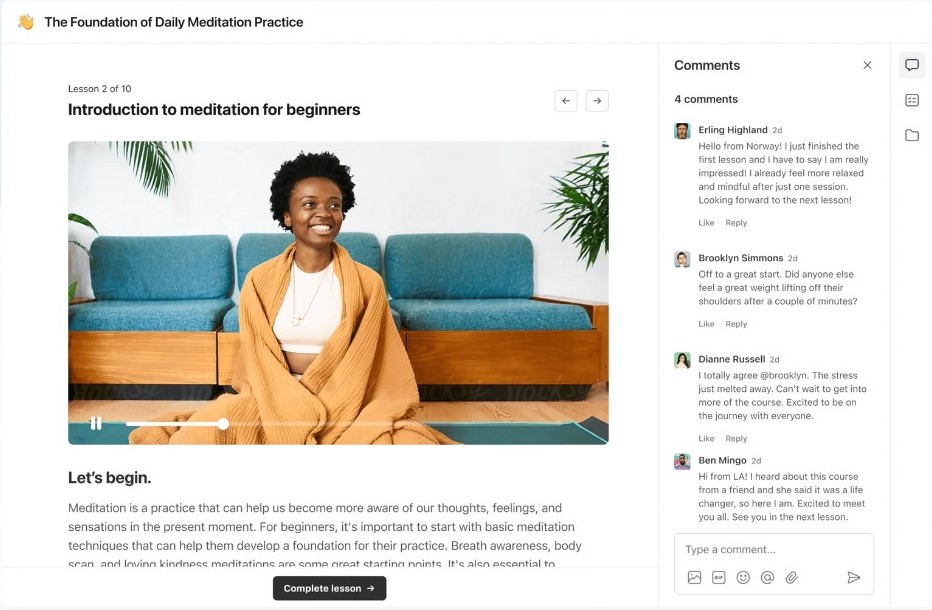 The Foundation of Daily Meditation Practice
Lesson 2 of 10
Introduction to meditation for beginners
Let's begin.
Meditation is a practice that can help us become more aware of our thoughts, feelings, and
sensations in the present moment. For beginners, it's important to start with basic meditation
techniques that can help them develop a foundation for their practice. Breath awareness, body
scan, and loving kindness meditations are some great starting points. It's also essential to
Complete lesson →
Comments
4 comments
Erling Highland 2d
Hello from Norway! I just finished the
first lesson and I have to say I am really
impressed! I already feel more relaxed
and mindful after just one session.
Looking forward to the next lesson!
Like Reply
Brooklyn Simmons 2d
Off to a great start. Did anyone else
feel a great weight lifting off their
shoulders after a couple of minutes?
Like Reply
Dianne Russell 2d
I totally agree @brooklyn. The stress
just melted away. Can't wait to get into
more of the course. Excited to be on
the journey with everyone.
Like Reply
Ben Mingo 2d
Hi from LA! I heard about this course
from a friend and she said it was a life
changer, so here I am. Excited to meet
you all. See you in the next lesson.
Type a comment...
GIF